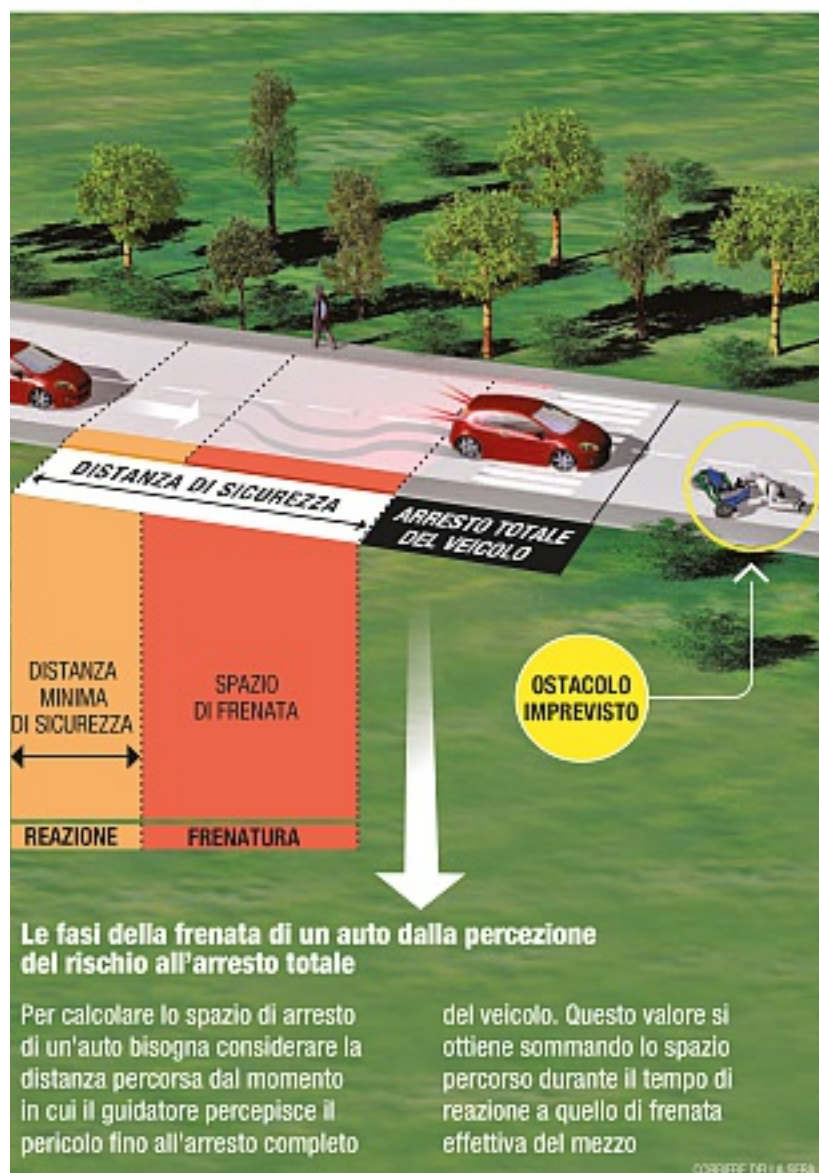 DISTANZA DI SICUREZZA
ARRESTO TOTALE
DEL VEICOLO
DISTANZA
MINIMA
DI SICUREZZA
SPAZIO
DI FRENATA
OSTACOLO
IMPREVISTO
REAZIONE
FRENATURA
Le fasi della frenata di un auto dalla percezione
del rischio all'arresto totale
Per calcolare lo spazio di arresto
di un'auto bisogna considerare la
distanza percorsa dal momento
in cui il guidatore percepisce il
pericolo fino all'arresto completo
del veicolo. Questo valore si
ottiene sommando lo spazio
percorso durante il tempo di
reazione a quello di frenata
effettiva del mezzo
CORRIERE DELLA SERA